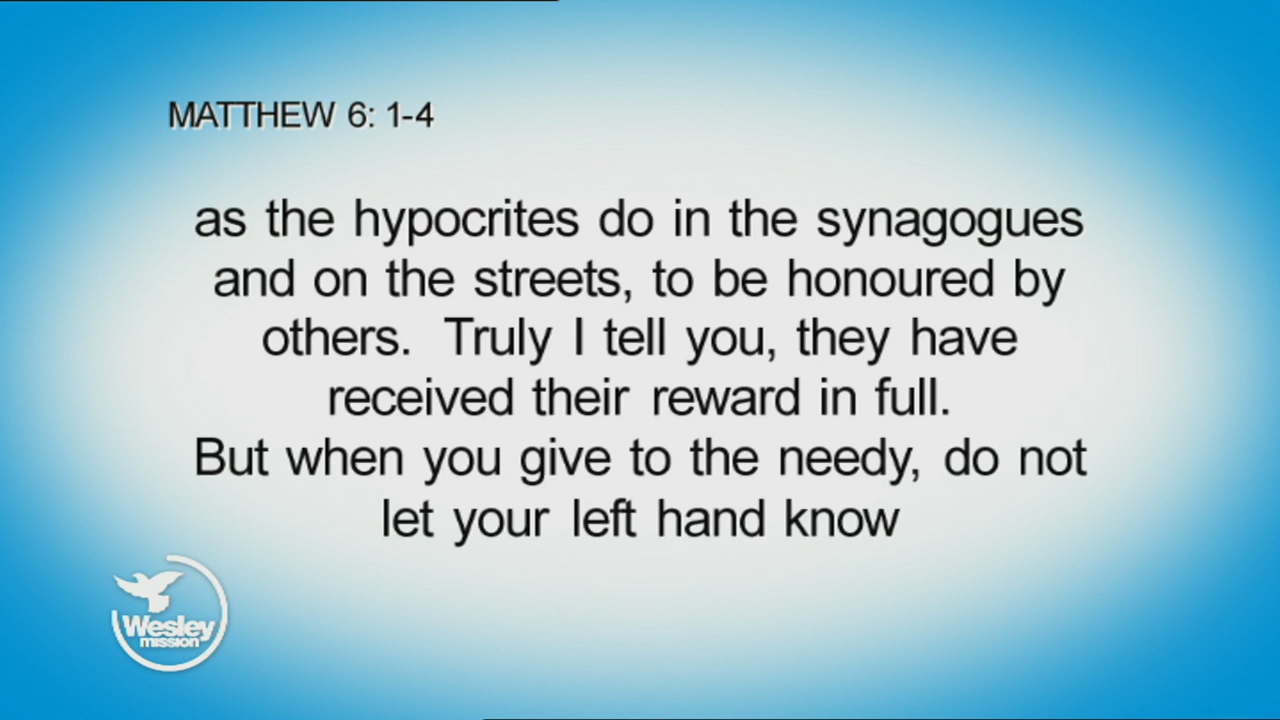 MATTHEW 6: 1-4
as the hypocrites do in the synagogues
and on the streets, to be honoured by
others. Truly I tell you, they have
received their reward in full.
But when you give to the needy, do not
let your left hand know
Wesley
mission